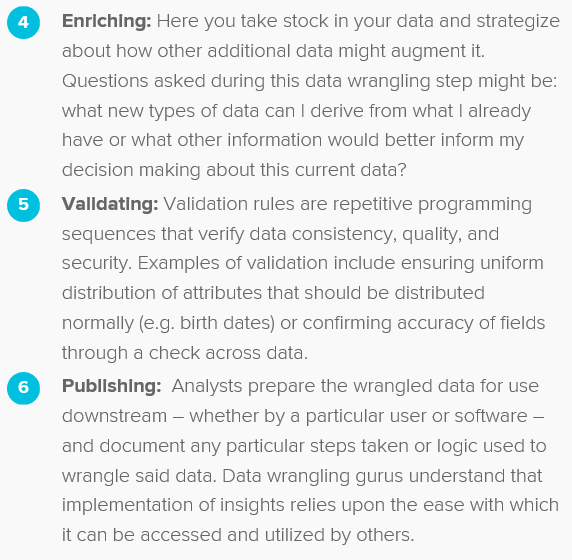 4 Enriching: Here you take stock in your data and strategize
about how other additional data might augment it.
Questions asked during this data wrangling step might be:
what new types of data can I derive from what I already
have or what other information would better inform my
decision making about this current data?
5 Validating: Validation rules are repetitive programming
sequences that verify data consistency, quality, and
security. Examples of validation include ensuring uniform
distribution of attributes that should be distributed
normally (e.g. birth dates) or confirming accuracy of fields
through a check across data.
6 Publishing: Analysts prepare the wrangled data for use
downstream – whether by a particular user or software –
and document any particular steps taken or logic used to
wrangle said data. Data wrangling gurus understand that
implementation of insights relies upon the ease with which
it can be accessed and utilized by others.